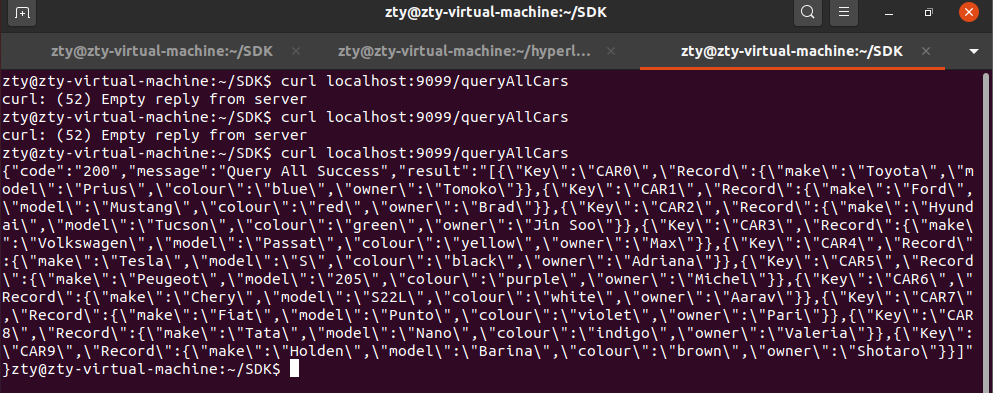 zty@zty-virtual-machine:~/SDK
zty@zty-virtual-machine:~/SDK
zty@zty-virtual-machine:~/hyperl...
zty@zty-virtual-machine:~/SDK
zty@zty-virtual-machine:~/SDK$ curl localhost:9099/queryAllCars
curl: (52) Empty reply from server
zty@zty-virtual-machine:~/SDK$ curl localhost:9099/queryAllCars
curl: (52) Empty reply from server
zty@zty-virtual-machine:~/SDK$ curl localhost:9099/queryAllCars
{"code":"200","message":"Query All Success","result":"[{\"Key\":\"CAR0\",\"Record\":{\"make\":\"Toyota\",\"m
odel\":\"Prius\",\"colour\":\"blue\",\"owner\":\"Tomoko\"}},{\"Key\":\"CAR1\",\"Record\":{\"make\":\"Ford\",
\"model\":\"Mustang\",\"colour\":\"red\",\"owner\":\"Brad\"}},{\"Key\":\"CAR2\",\"Record\":{\"make\":\"Hyund
ai\",\"model\":\"Tucson\",\"colour\":\"green\",\"owner\":\"Jin Soo\"}},{\"Key\":\"CAR3\",\"Record\":{\"make\"
:\"Volkswagen\",\"model\":\"Passat\",\"colour\":\"yellow\",\"owner\":\"Max\"}},{\"Key\":\"CAR4\",\"Record\"
:{\"make\":\"Tesla\",\"model\":\"S\",\"colour\":\"black\",\"owner\":\"Adriana\"}},{\"Key\":\"CAR5\",\"Record
\":{\"make\":\"Peugeot\",\"model\":\"205\",\"colour\":\"purple\",\"owner\":\"Michel\"}},{\"Key\":\"CAR6\",\"
Record\":{\"make\":\"Chery\",\"model\":\"S22L\",\"colour\":\"white\",\"owner\":\"Aarav\"}},{\"Key\":\"CAR7\"
,\"Record\":{\"make\":\"Fiat\",\"model\":\"Punto\",\"colour\":\"violet\",\"owner\":\"Pari\"}},{\"Key\":\"CAR
8\",\"Record\":{\"make\":\"Tata\",\"model\":\"Nano\",\"colour\":\"indigo\",\"owner\":\"Valeria\"}},{\"Key\":
\"CAR9\",\"Record\":{\"make\":\"Holden\",\"model\":\"Barina\",\"colour\":\"brown\",\"owner\":\"Shotaro\"}}]"
}zty@zty-virtual-machine:~/SDK$